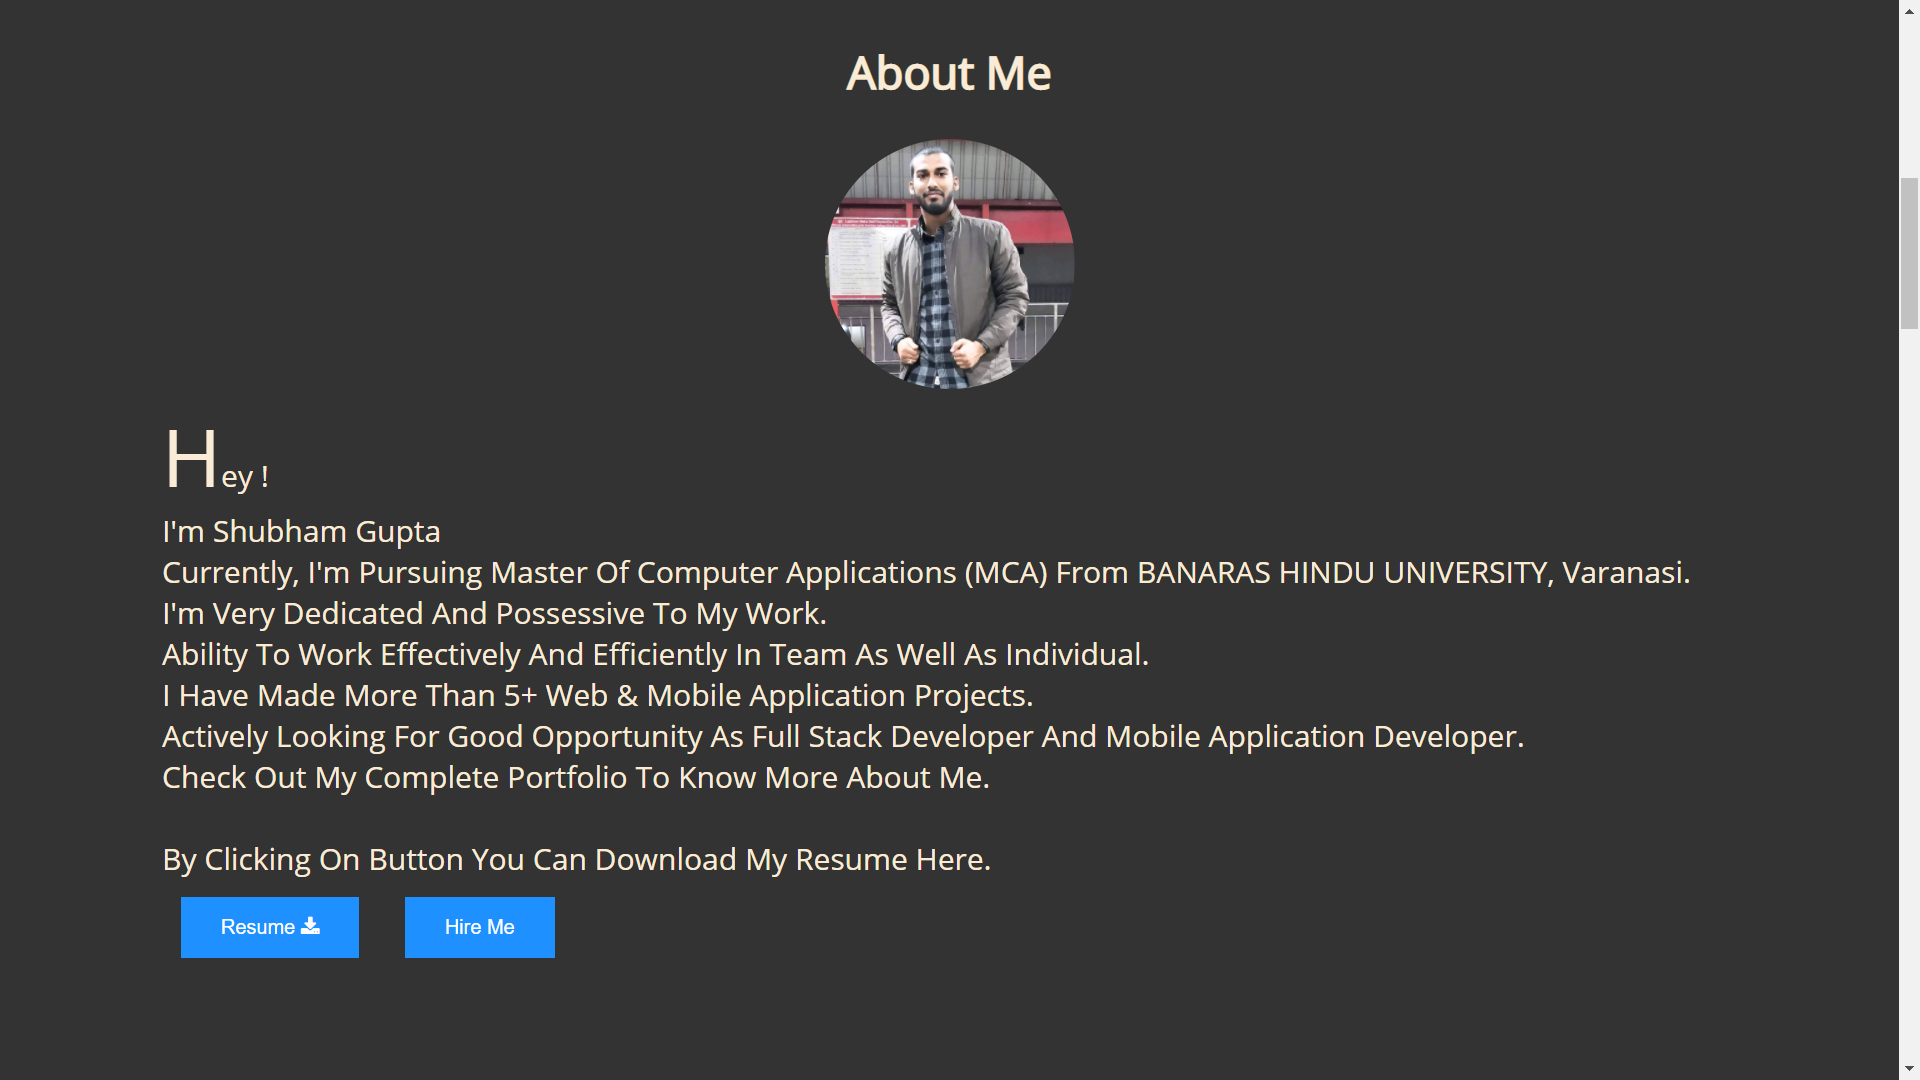 About Me
Hey !
I'm Shubham Gupta
Currently, I'm Pursuing Master Of Computer Applications (MCA) From BANARAS HINDU UNIVERSITY, Varanasi.
I'm Very Dedicated And Possessive To My Work.
Ability To Work Effectively And Efficiently In Team As Well As Individual.
I Have Made More Than 5+ Web & Mobile Application Projects.
Actively Looking For Good Opportunity As Full Stack Developer And Mobile Application Developer.
Check Out My Complete Portfolio To Know More About Me.
By Clicking On Button You Can Download My Resume Here.
Resume
Hire Me